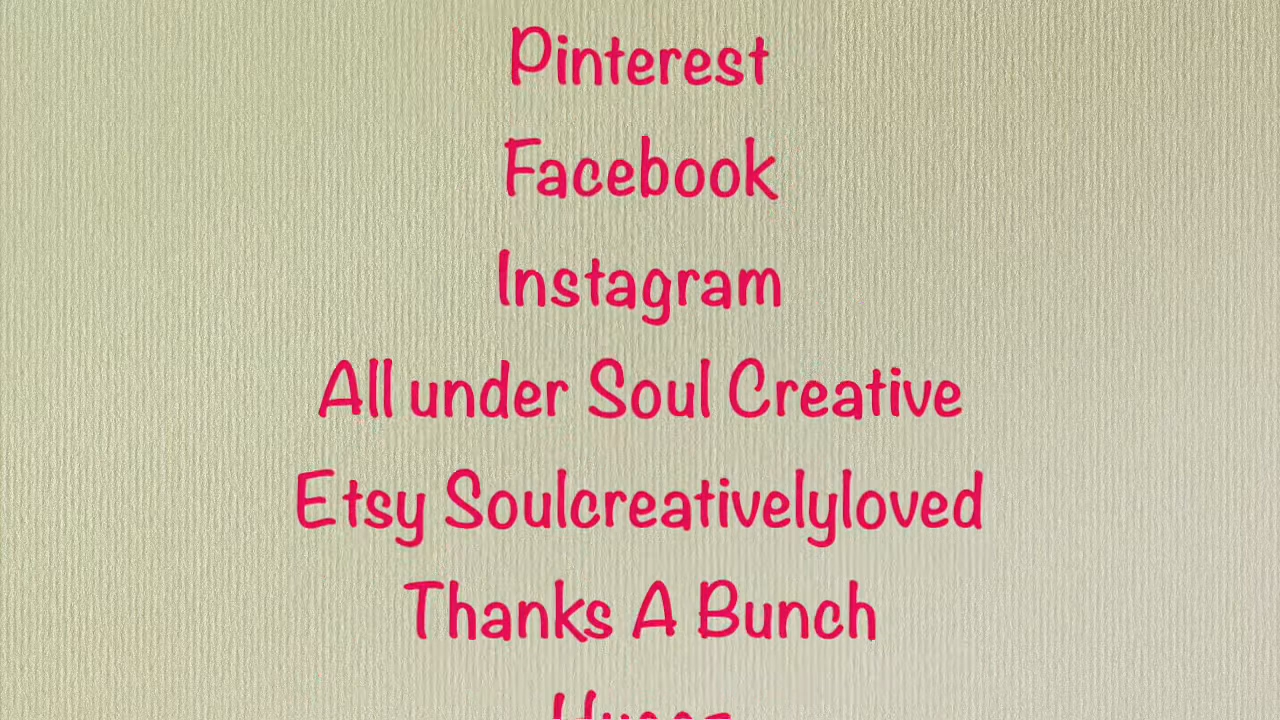 Pinterest
Facebook
Instagram
All under Soul Creative
Etsy Soulcreativelyloved
Thanks A Bunch